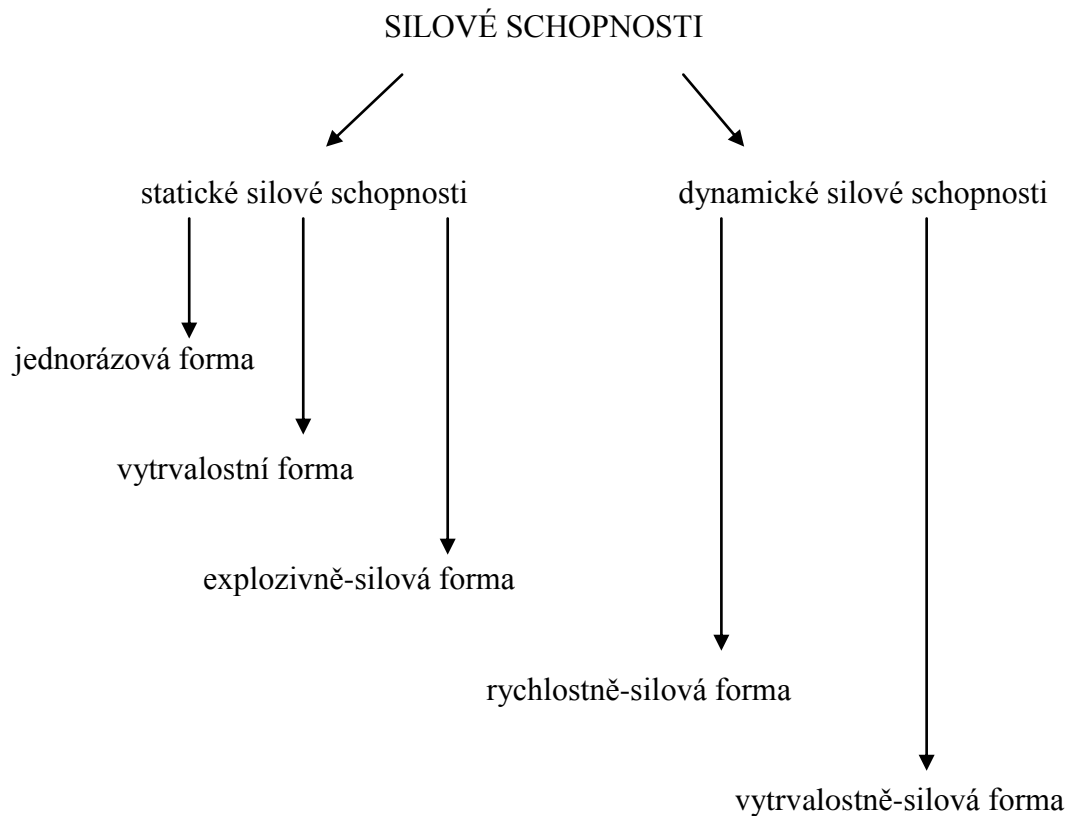 SILOVÉ SCHOPNOSTI
statické silové schopnosti
dynamické silové schopnosti
jednorázová forma
vytrvalostní forma
explozivně-silová forma
rychlostně-silová forma
vytrvalostně-silová forma